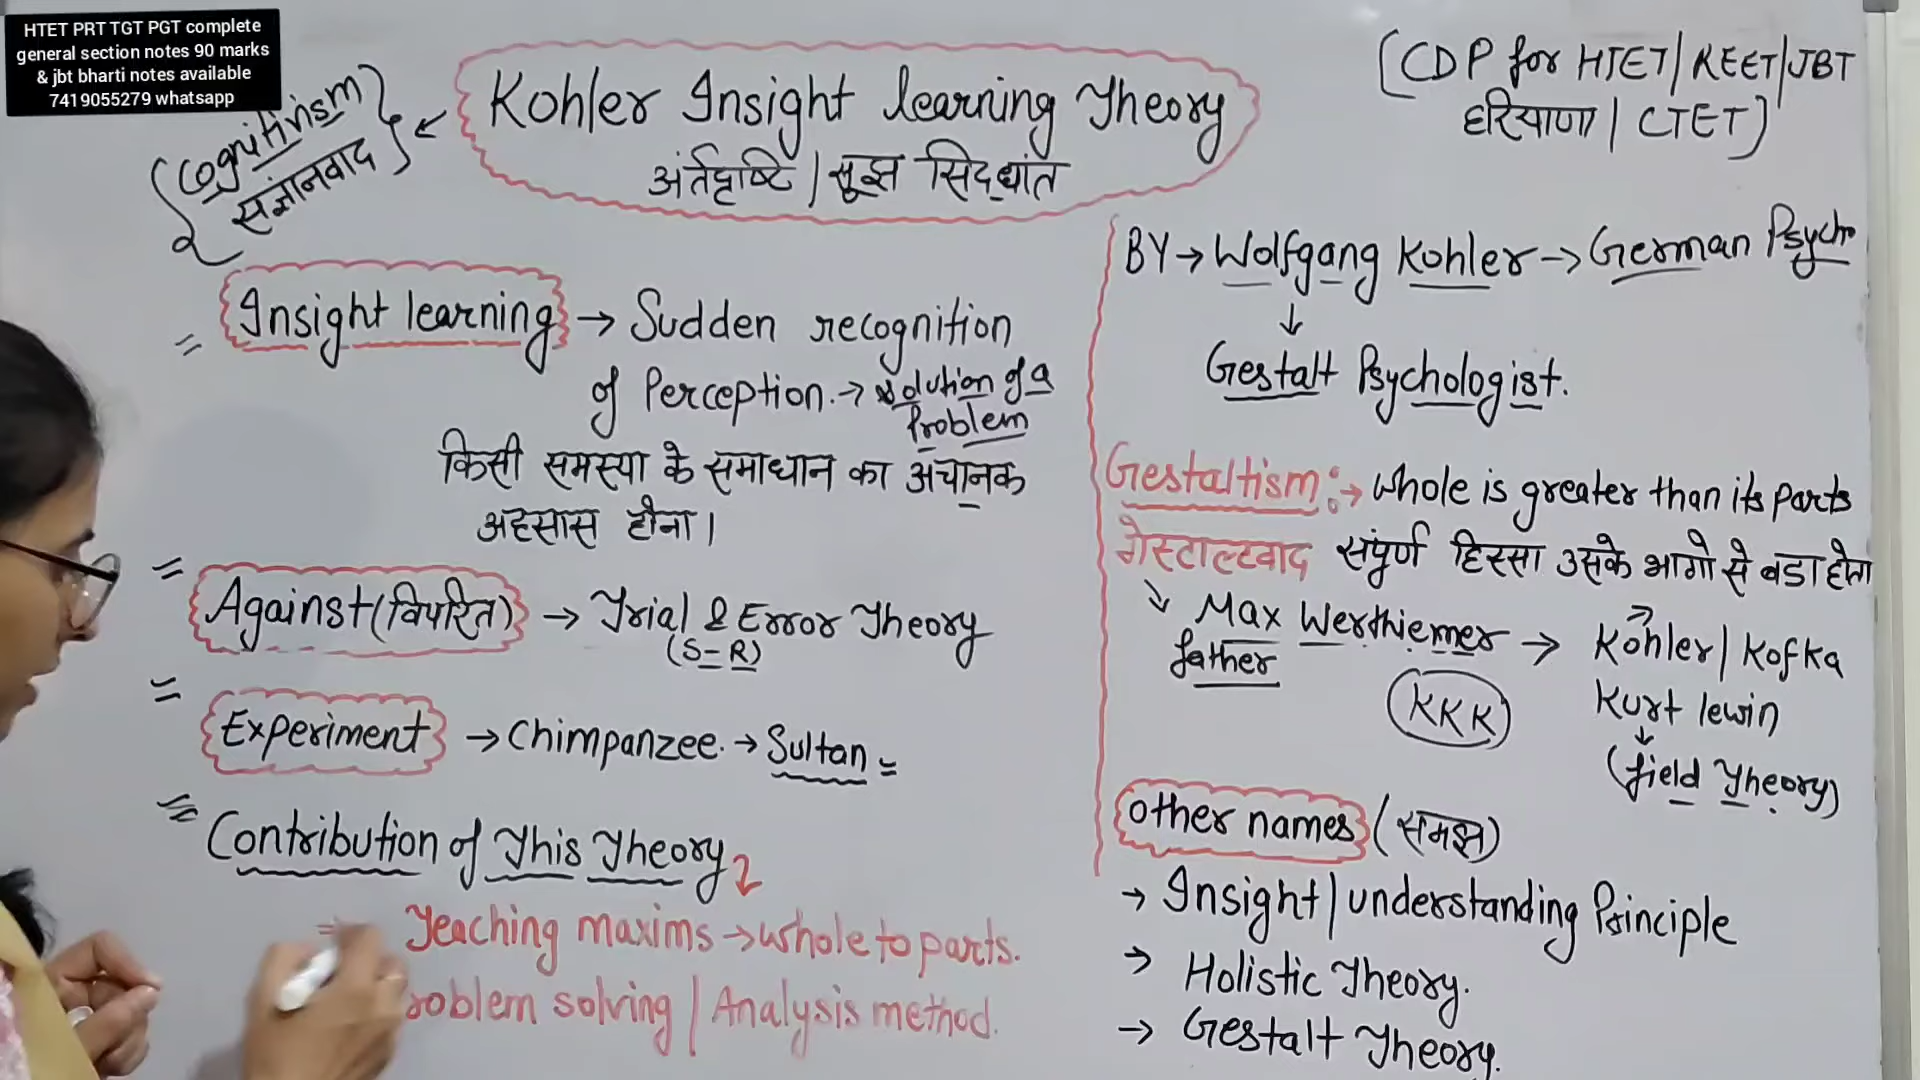 HTET PRT TGT PGT complete
general section notes 90 marks
& jbt bharti notes available
7419055279 whatsapp
{ Cognitivism
संज्ञानवाद }
Kohler Insight learning Theory
अंर्तदृष्टि | सूझ सिद्धांत
[CDP for HTET/REET/JBT
हरियाणा | CTET]
= Insight learning → Sudden recognition
of Perception. → solution of a
Problem
किसी समस्या के समाधान का अचानक
अहसास होना।
= Against (विपरित) → Trial & Error Theory
(S-R)
= Experiment → Chimpanzee. → Sultan =
= Contribution of This Theory
Teaching maxims → whole to parts.
roblem solving | Analysis method.
BY → Wolfgang Kohler → German Psycho
↓
Gestalt Psychologist.
Gestaltism :→ whole is greater than its parts
गेस्टाल्टवाद संपुर्ण हिस्सा उसके भागो से बडा होता
↓ Max Werthiemer → Kohler | Kofka
father
KKK
Kurt lewin
↓
(field Theory)
other names (समझ)
→ Insight | understanding Principle
→ Holistic Theory.
→ Gestalt Theory.